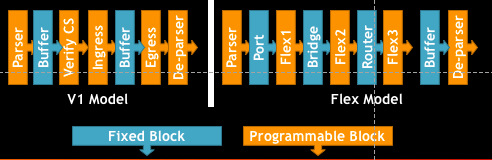 Parser
Buffer
Verify CS
Ingress
Buffer
Egress
De-parser
V1 Model
Parser
Port
Flex1
Bridge
Flex2
Router
Flex3
Buffer
De-parser
Flex Model
Fixed Block
Programmable Block